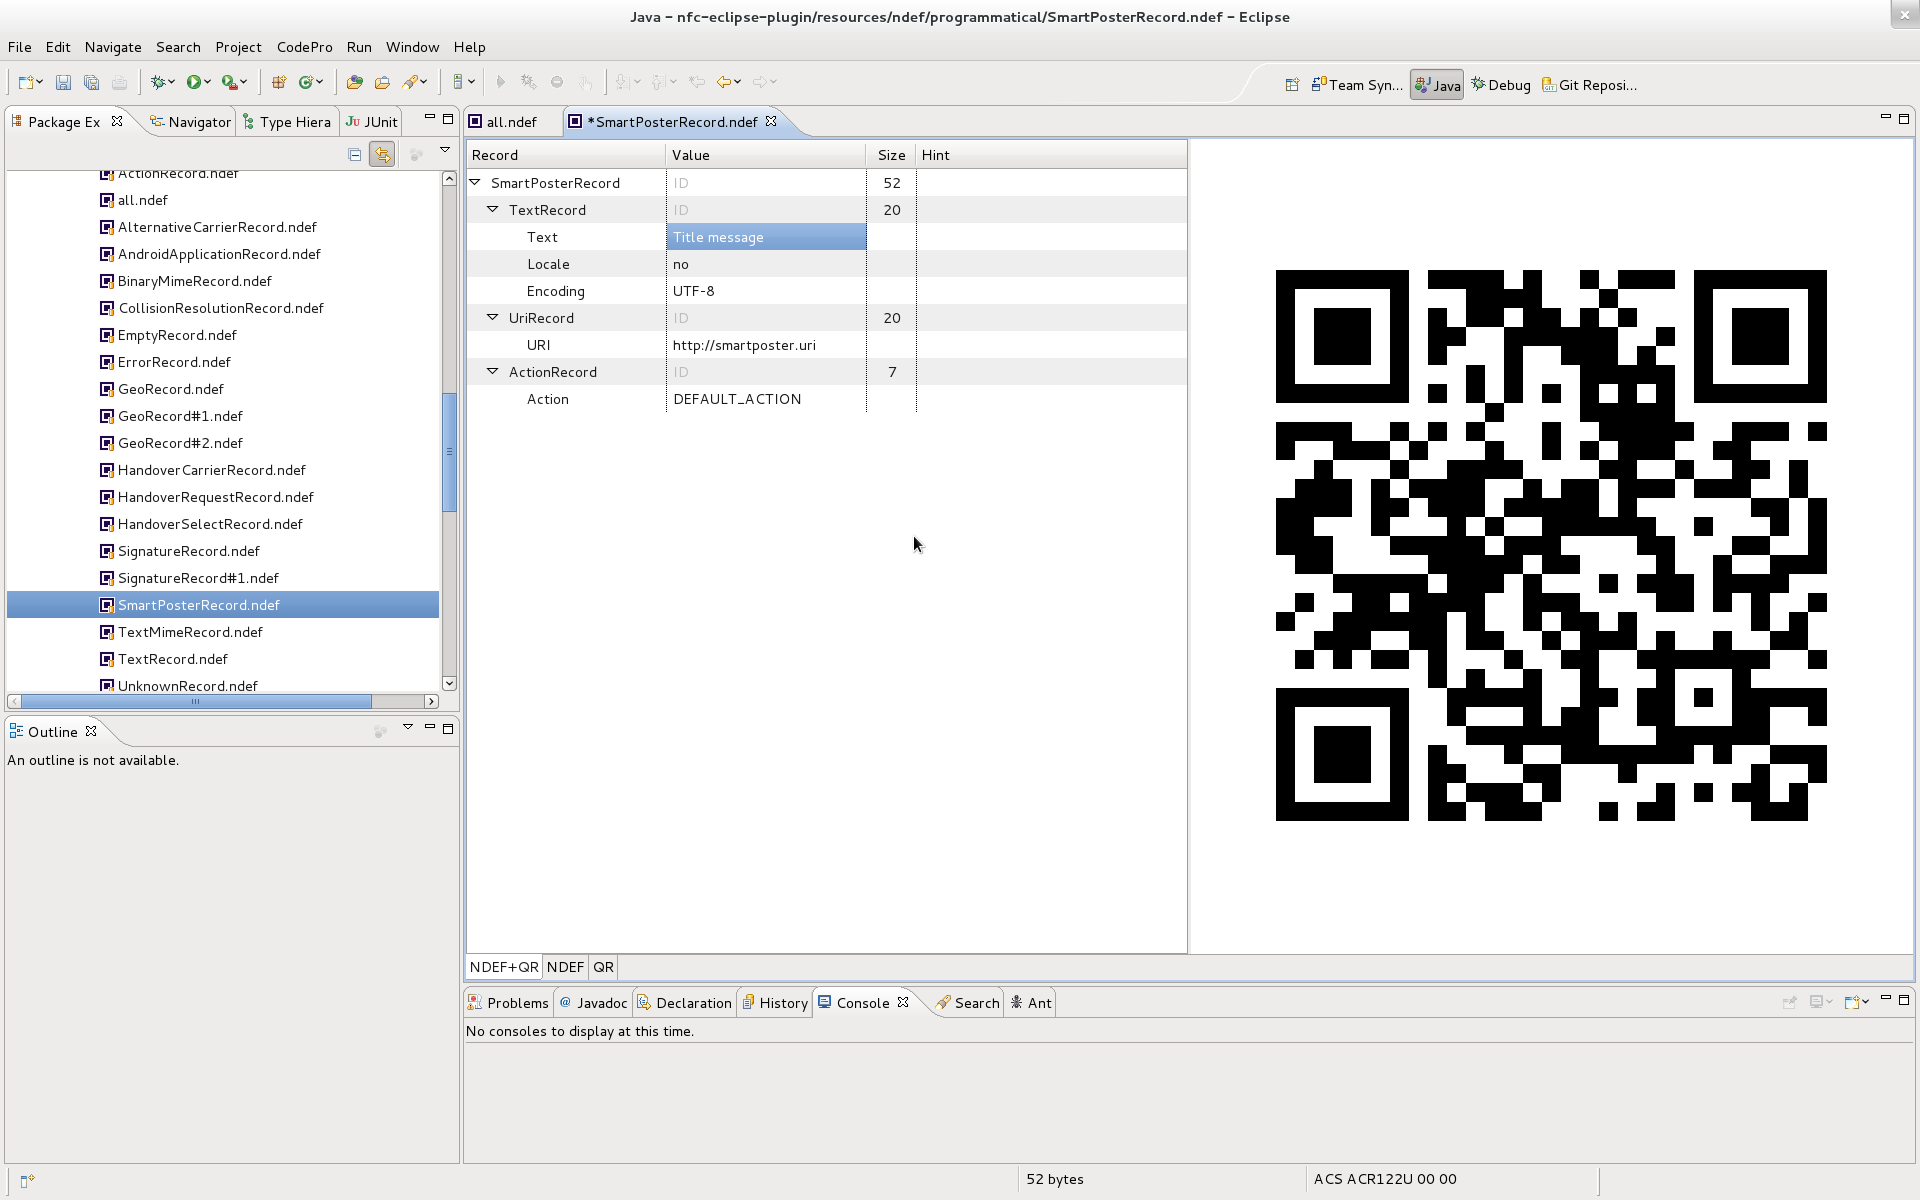 Java - nfc-eclipse-plugin/resources/ndef/programmatical/SmartPosterRecord.ndef - Eclipse
File Edit Navigate Search Project CodePro Run Window Help
Team Syn... Java Debug Git Reposi...
Package Ex Navigator Type Hiera JUnit
ActionRecord.ndef
all.ndef
AlternativeCarrierRecord.ndef
AndroidApplicationRecord.ndef
BinaryMimeRecord.ndef
CollisionResolutionRecord.ndef
EmptyRecord.ndef
ErrorRecord.ndef
GeoRecord.ndef
GeoRecord#1.ndef
GeoRecord#2.ndef
HandoverCarrierRecord.ndef
HandoverRequestRecord.ndef
HandoverSelectRecord.ndef
SignatureRecord.ndef
SignatureRecord#1.ndef
SmartPosterRecord.ndef
TextMimeRecord.ndef
TextRecord.ndef
UnknownRecord.ndef
Outline
An outline is not available.
all.ndef *SmartPosterRecord.ndef
Record Value Size Hint
SmartPosterRecord ID 52
TextRecord ID 20
Text Title message
Locale no
Encoding UTF-8
UriRecord ID 20
URI http://smartposter.uri
ActionRecord ID 7
Action DEFAULT_ACTION
NDEF+QR NDEF QR
Problems @ Javadoc Declaration History Console Search Ant
No consoles to display at this time.
52 bytes ACS ACR122U 00 00